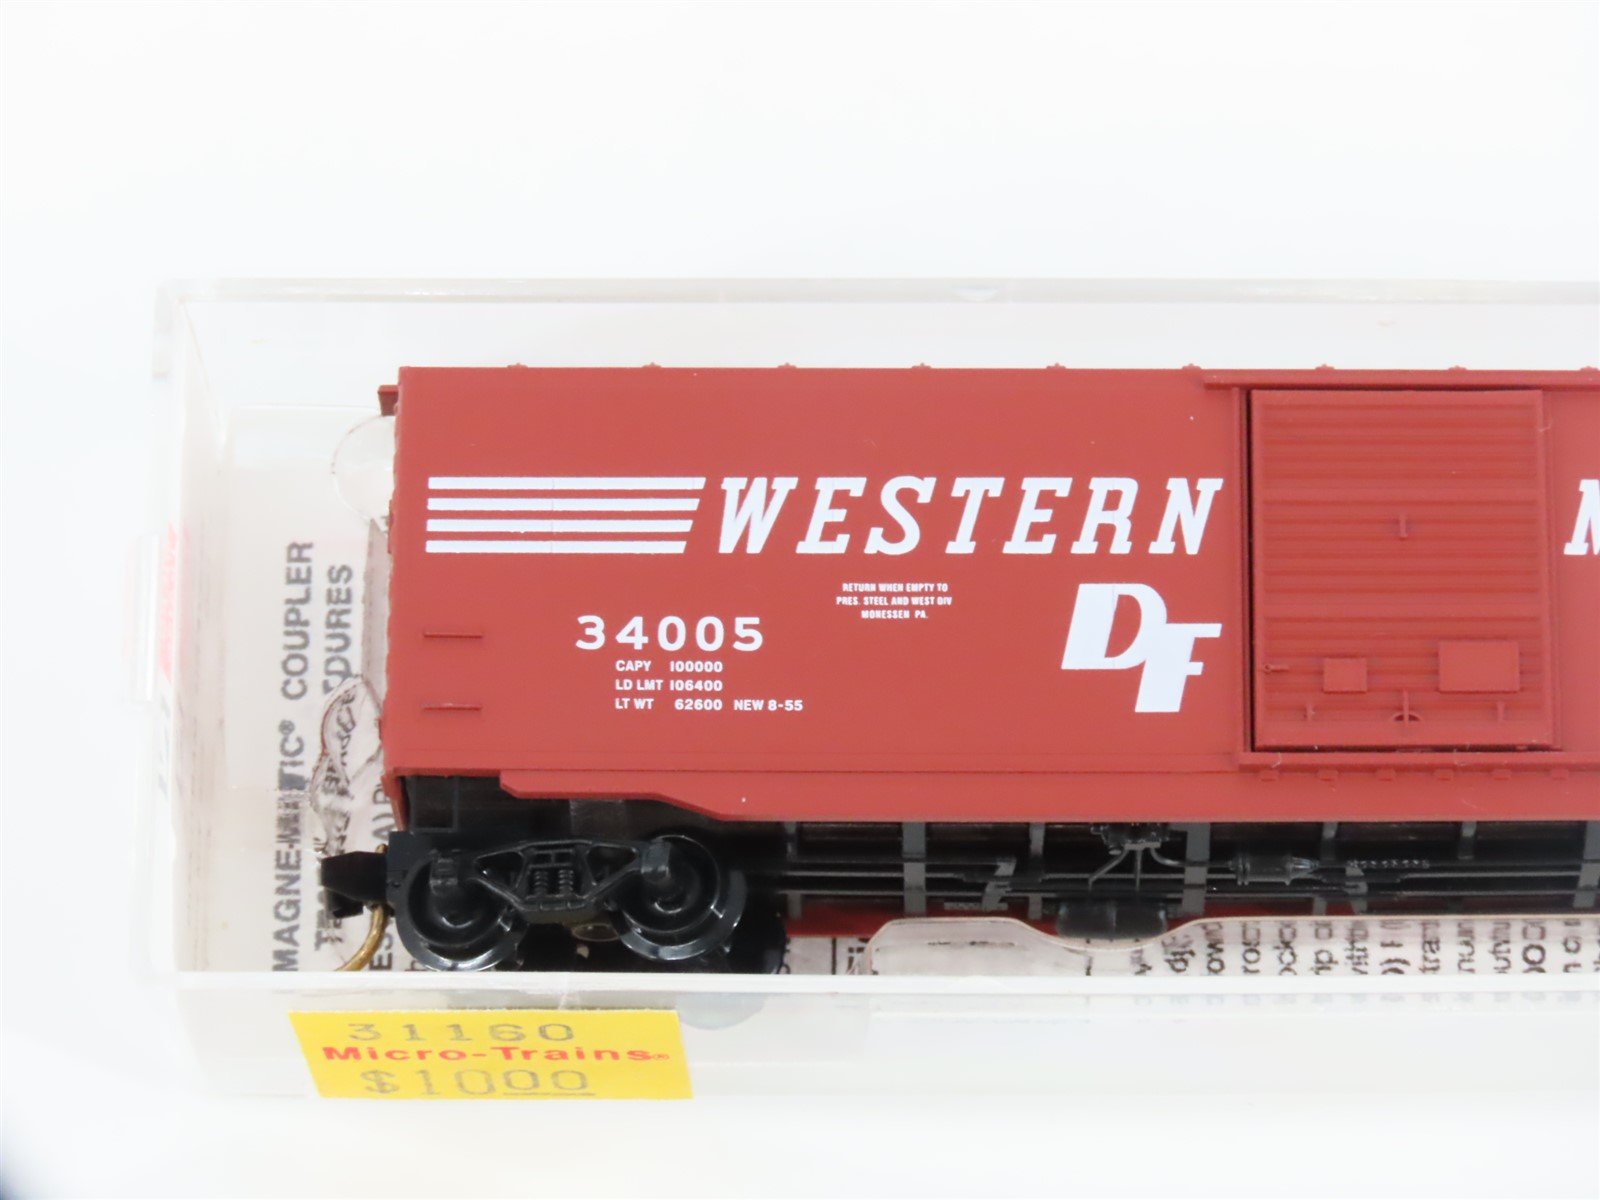 WESTERN
RETURN WHEN EMPTY TO
PRES. STEEL AND WEST DIV
MONESSEN PA.
DF
34005
CAPY 100000
LD LMT 106400
LT WT 62600 NEW 8-55
MAGNE-MATIC® COUPLER
31160
Micro-Trains®
$1000